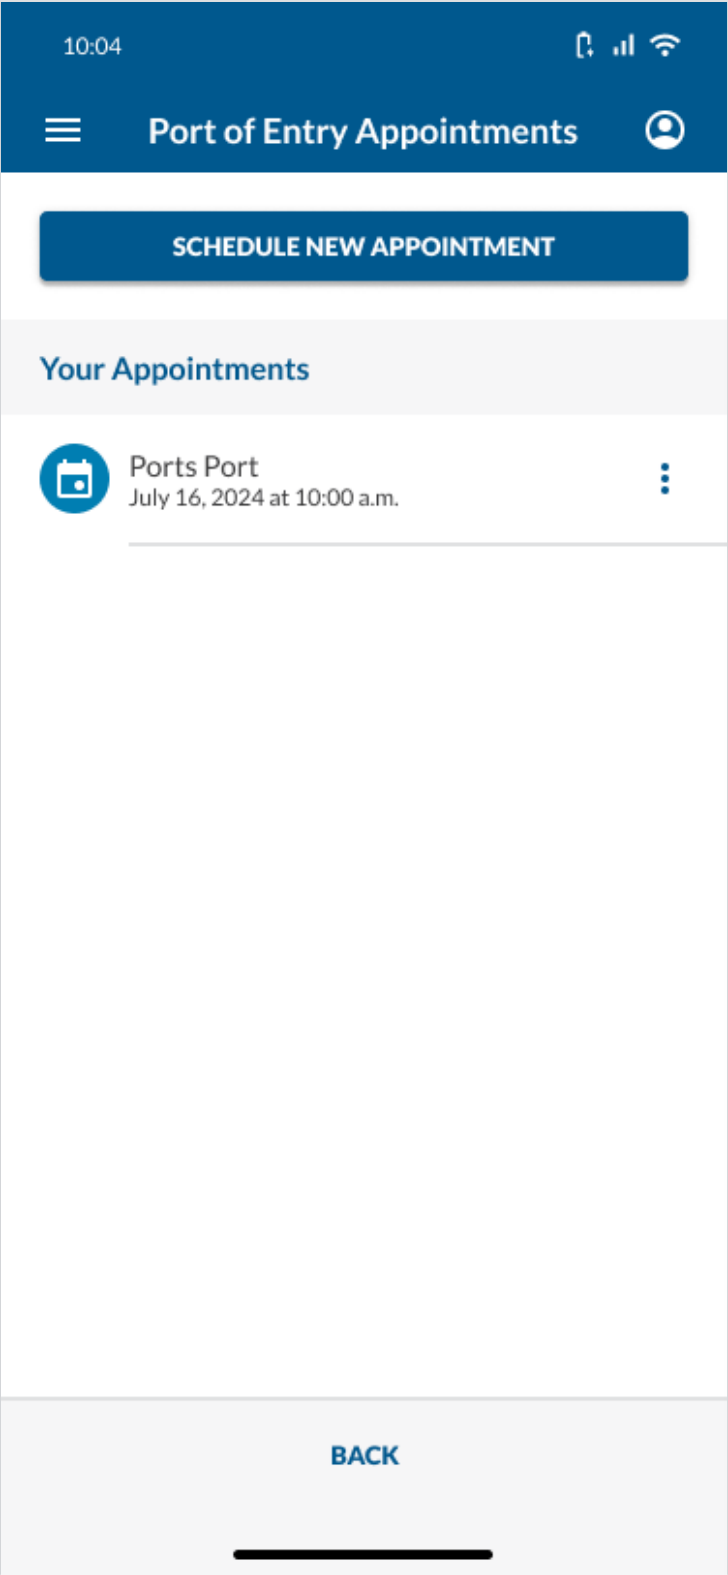 10:04
Port of Entry Appointments
SCHEDULE NEW APPOINTMENT
Your Appointments
Ports Port
July 16, 2024 at 10:00 a.m.
BACK